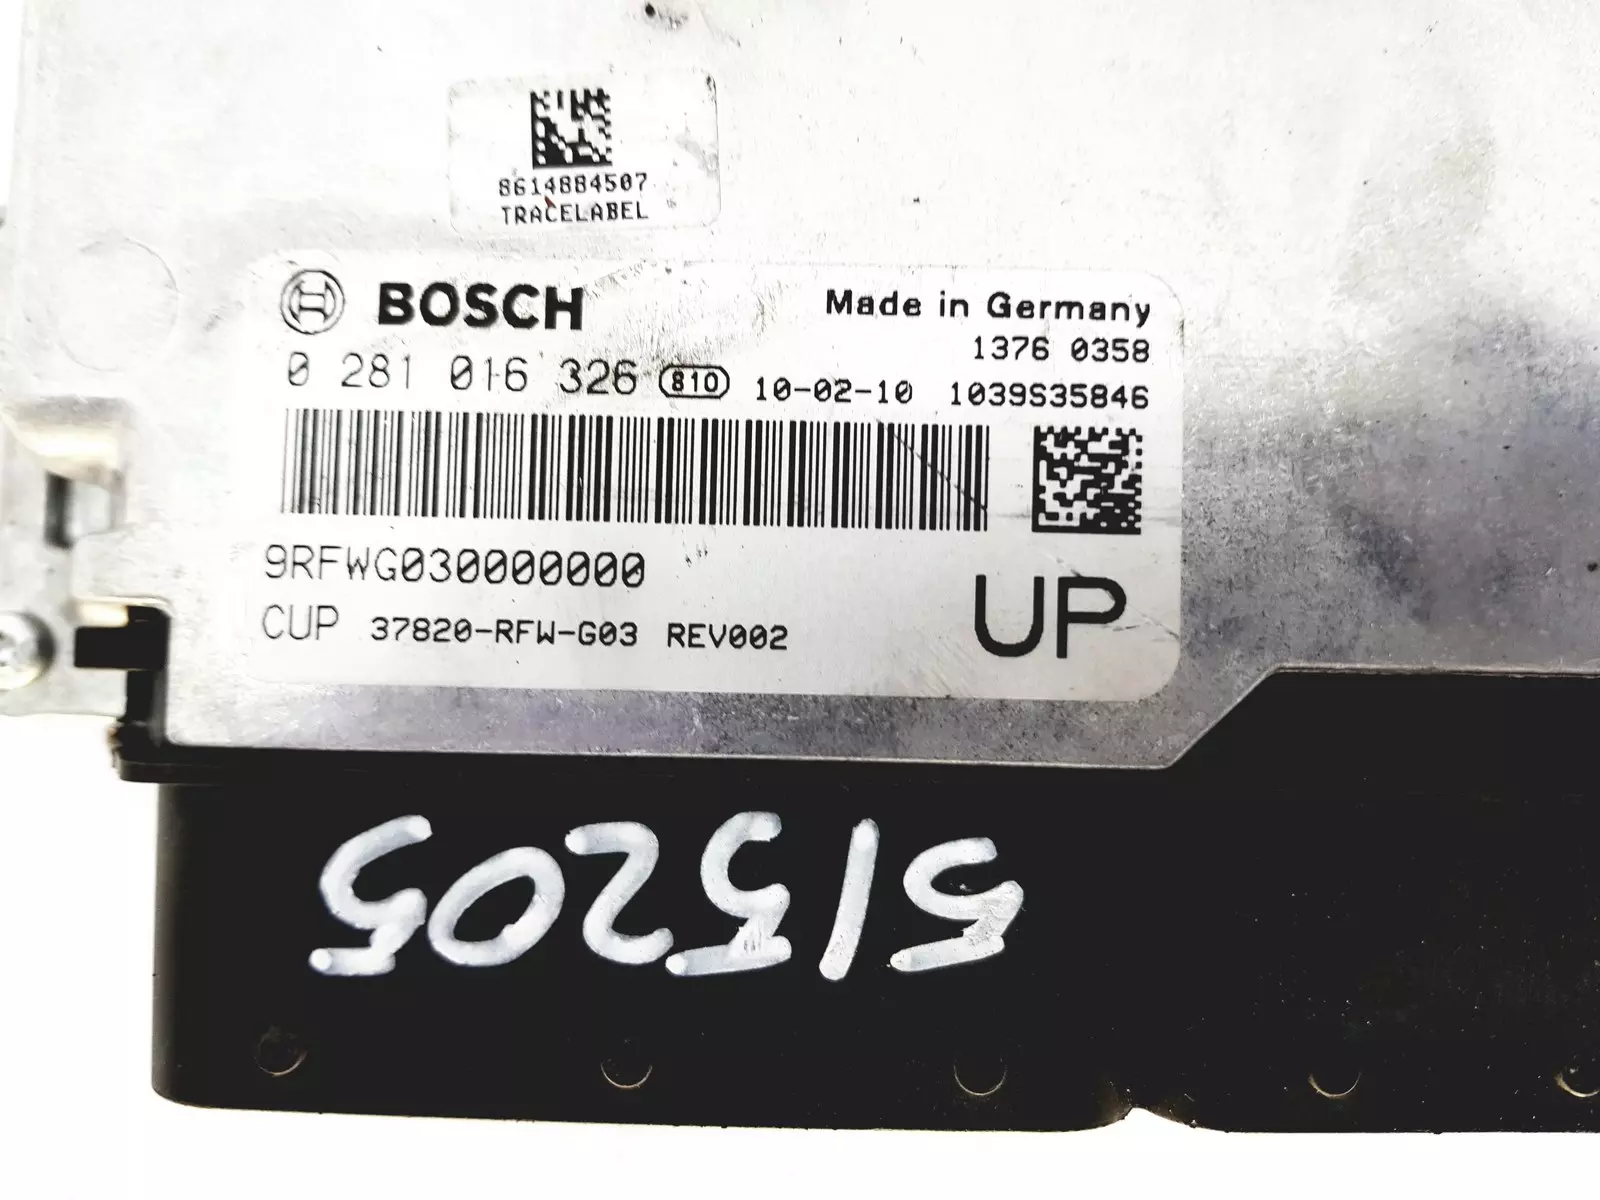 8614884507
TRACELABEL
BOSCH
Made in Germany
1376 0358
0 281 016 326 810 10-02-10 1039S35846
9RFWG030000000
CUP 37820-RFW-G03 REV002
UP
515205